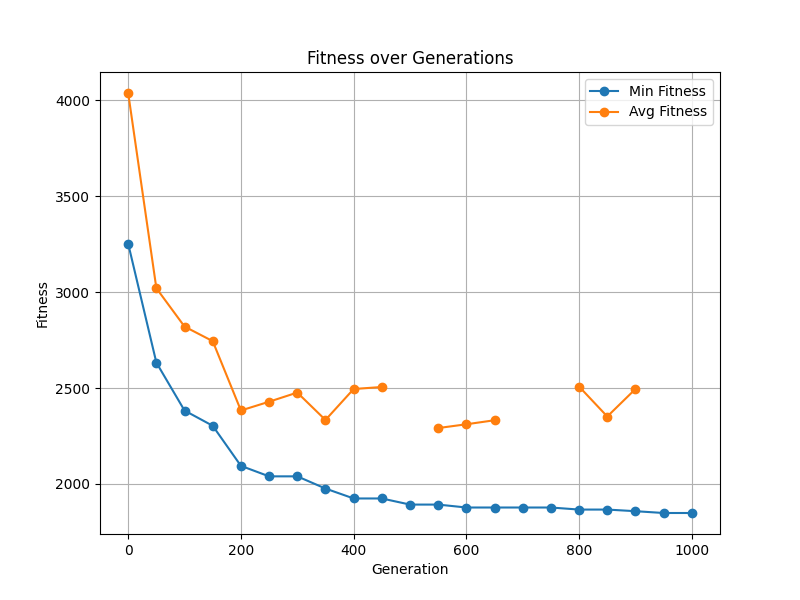 Fitness over Generations
Min Fitness
Avg Fitness
Fitness
4000
3500
3000
2500
2000
0 200 400 600 800 1000
Generation